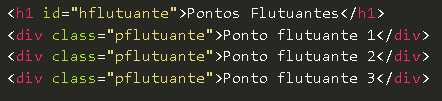 <h1 id="hflutuante">Pontos Flutuantes</h1>
<div class="pflutuante">Ponto flutuante 1</div>
<div class="pflutuante">Ponto flutuante 2</div>
<div class="pflutuante">Ponto flutuante 3</div>